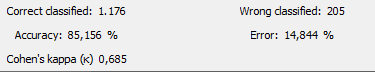 Correct classified: 1.176 Wrong classified: 205
Accuracy: 85,156 % Error: 14,844 %
Cohen's kappa (κ) 0,685